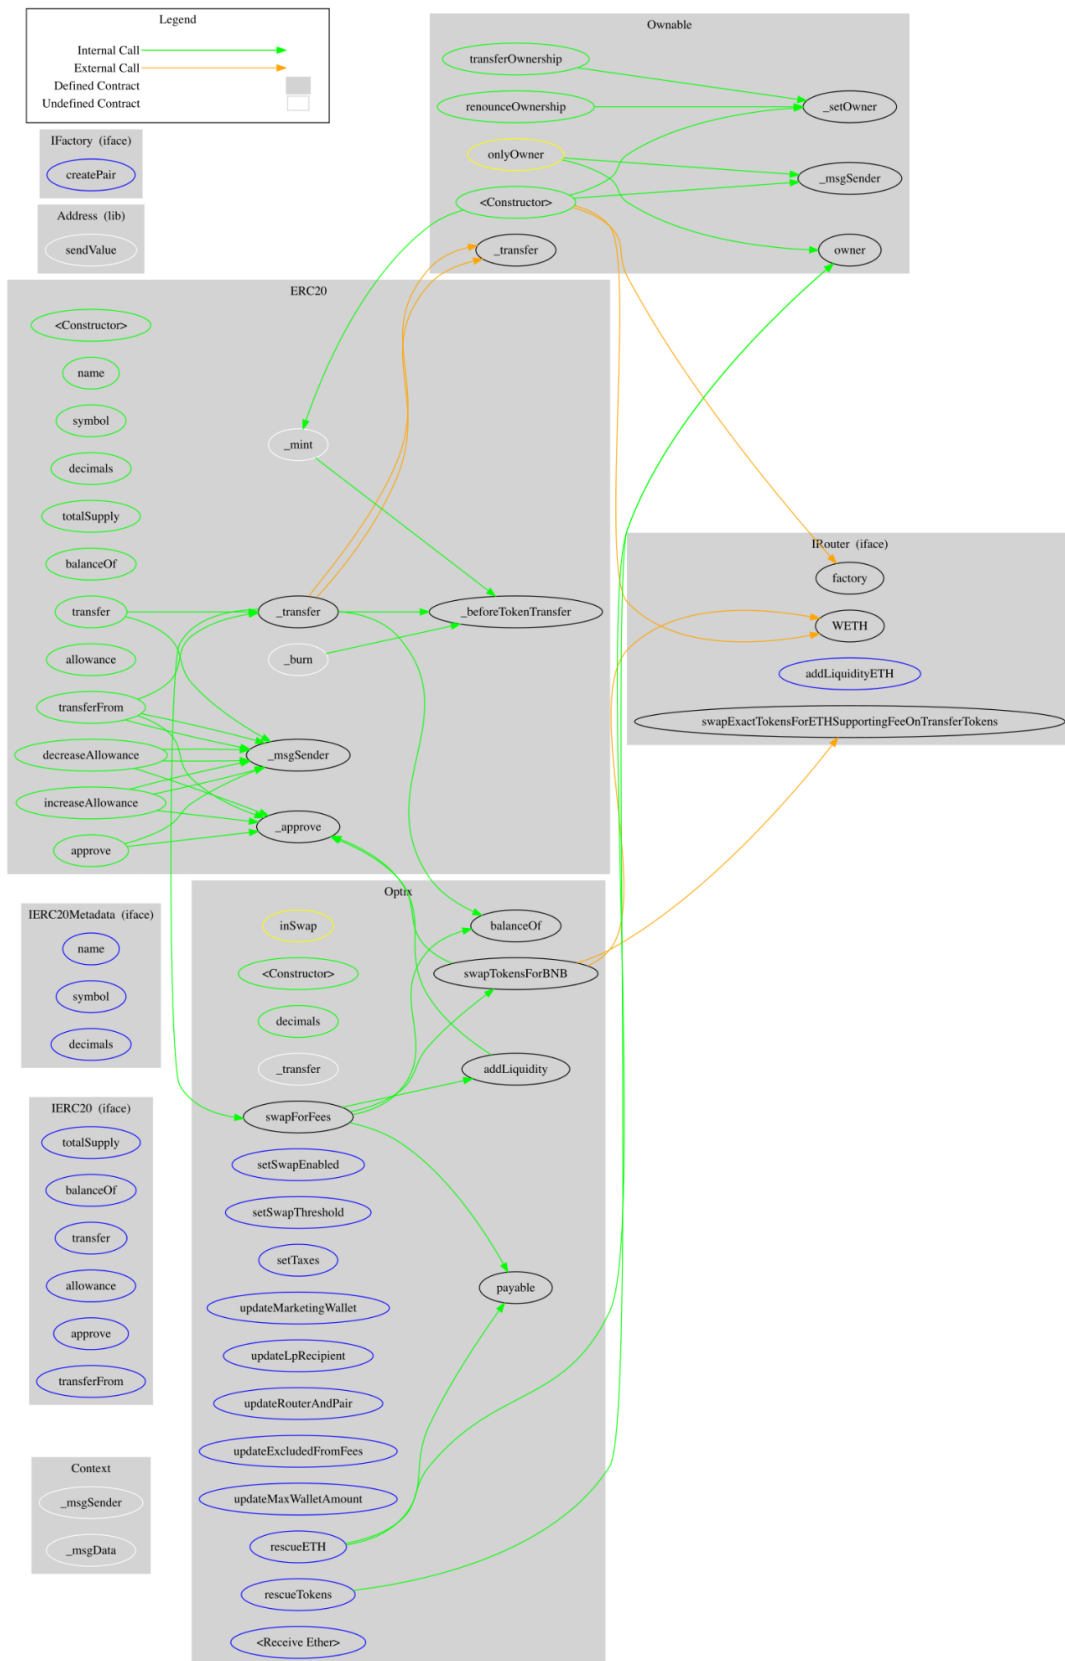 Legend
Internal Call
External Call
Defined Contract
Undefined Contract
IFactory (iface)
createPair
Address (lib)
sendValue
Ownable
transferOwnership
renounceOwnership
onlyOwner
<Constructor>
_transfer
_setOwner
_msgSender
owner
ERC20
<Constructor>
name
symbol
decimals
totalSupply
balanceOf
transfer
allowance
transferFrom
decreaseAllowance
increaseAllowance
approve
_mint
_transfer
_burn
_msgSender
_approve
_beforeTokenTransfer
IRouter (iface)
factory
WETH
addLiquidityETH
swapExactTokensForETHSupportingFeeOnTransferTokens
IERC20Metadata (iface)
name
symbol
decimals
IERC20 (iface)
totalSupply
balanceOf
transfer
allowance
approve
transferFrom
Context
_msgSender
_msgData
Optix
inSwap
<Constructor>
decimals
_transfer
swapForFees
setSwapEnabled
setSwapThreshold
setTaxes
updateMarketingWallet
updateLpRecipient
updateRouterAndPair
updateExcludedFromFees
updateMaxWalletAmount
rescueETH
rescueTokens
<Receive Ether>
balanceOf
swapTokensForBNB
addLiquidity
payable